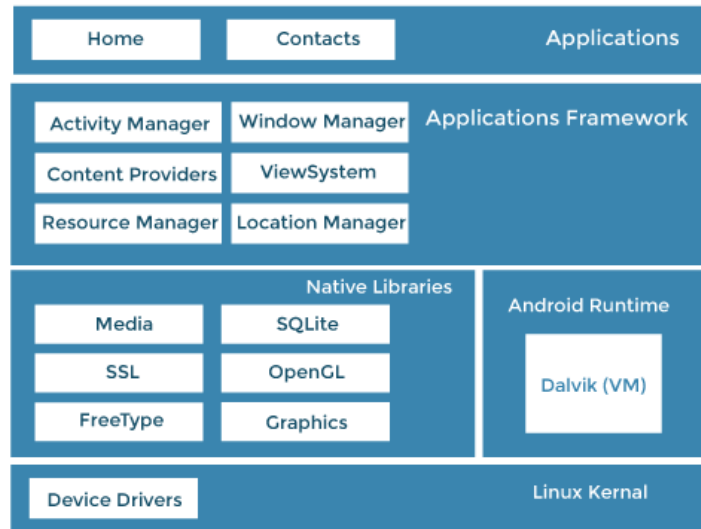 Home
Contacts
Applications
Activity Manager
Window Manager
Applications Framework
Content Providers
ViewSystem
Resource Manager
Location Manager
Native Libraries
Media
SQLite
SSL
OpenGL
FreeType
Graphics
Android Runtime
Dalvik (VM)
Device Drivers
Linux Kernal